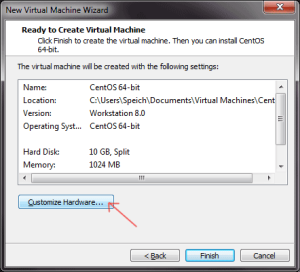 New Virtual Machine Wizard
Ready to Create Virtual Machine
Click Finish to create the virtual machine. Then you can install CentOS
64-bit.
The virtual machine will be created with the following settings:
Name: CentOS 64-bit
Location: C:\Users\Speich\Documents\Virtual Machines\Cent
Version: Workstation 8.0
Operating Syst... CentOS 64-bit
Hard Disk: 10 GB, Split
Memory: 1024 MB
Customize Hardware...
< Back Finish Cancel